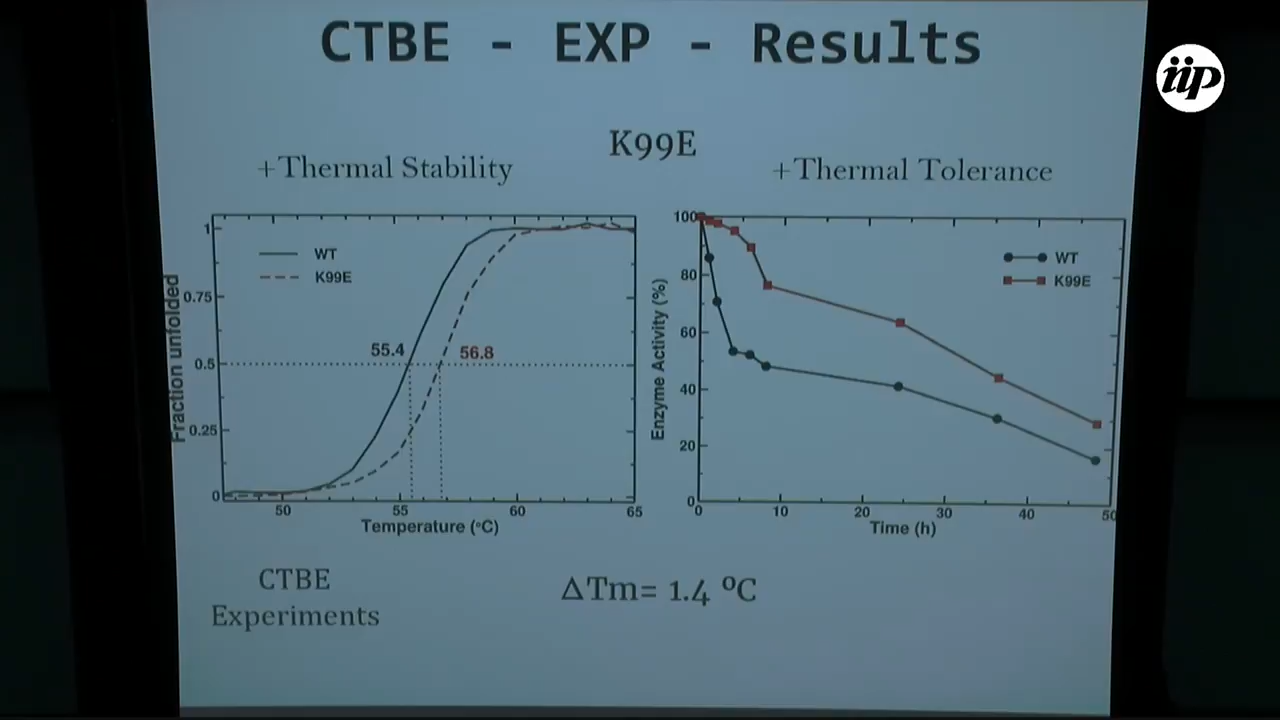 CTBE - EXP - Results
iip
K99E
+Thermal Stability
+Thermal Tolerance
WT
K99E
1
0.75
0.5
0.25
0
Fraction unfolded
55.4
56.8
50
55
60
65
Temperature (°C)
WT
K99E
100
80
60
40
20
0
Enzyme Activity (%)
0
10
20
30
40
50
Time (h)
CTBE
Experiments
ΔTm= 1.4 ºC